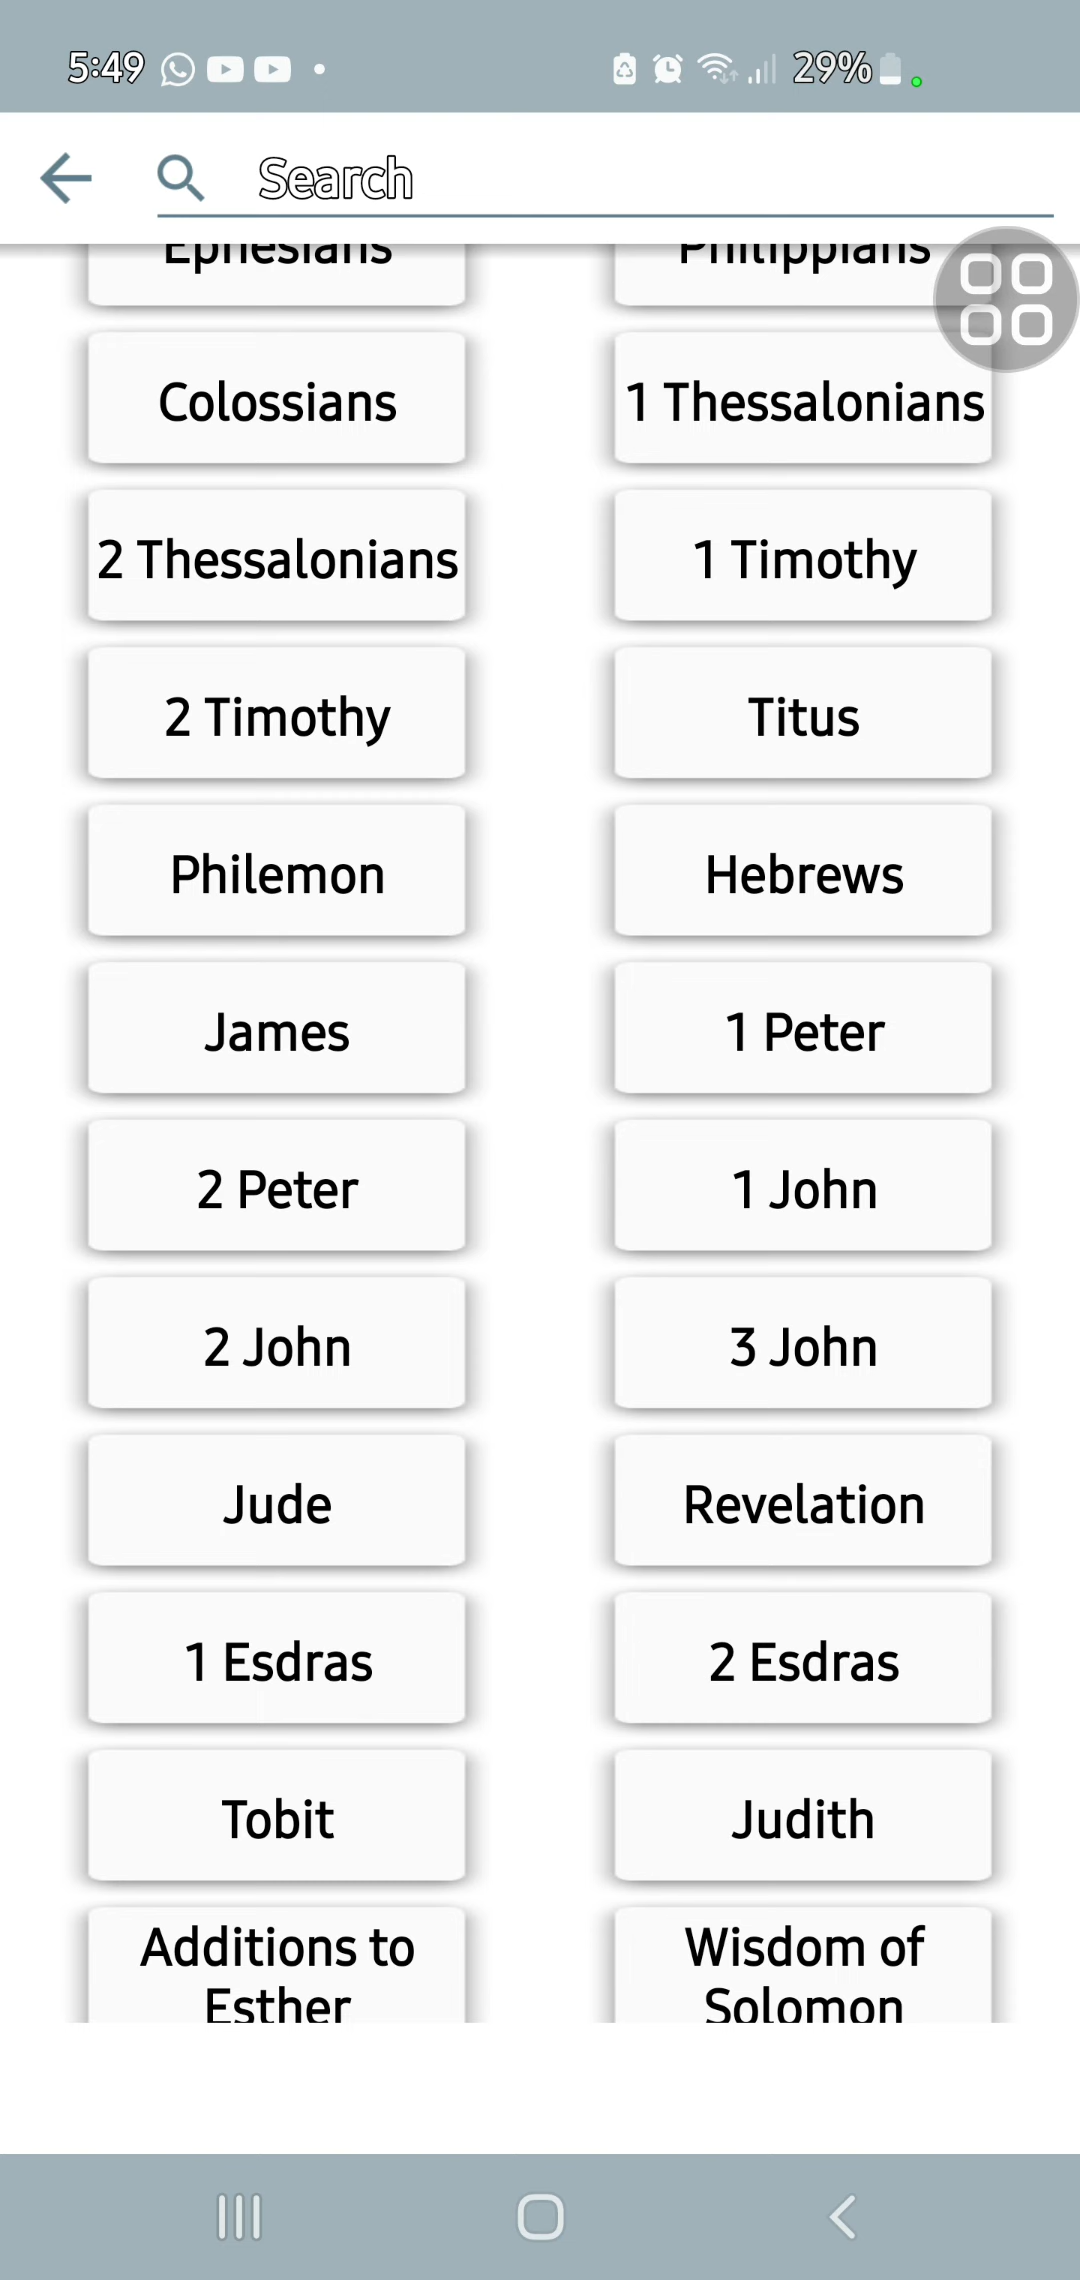 5:49
29%
Search
Ephesians
Philippians
Colossians
1 Thessalonians
2 Thessalonians
1 Timothy
2 Timothy
Titus
Philemon
Hebrews
James
1 Peter
2 Peter
1 John
2 John
3 John
Jude
Revelation
1 Esdras
2 Esdras
Tobit
Judith
Additions to
Esther
Wisdom of
Solomon